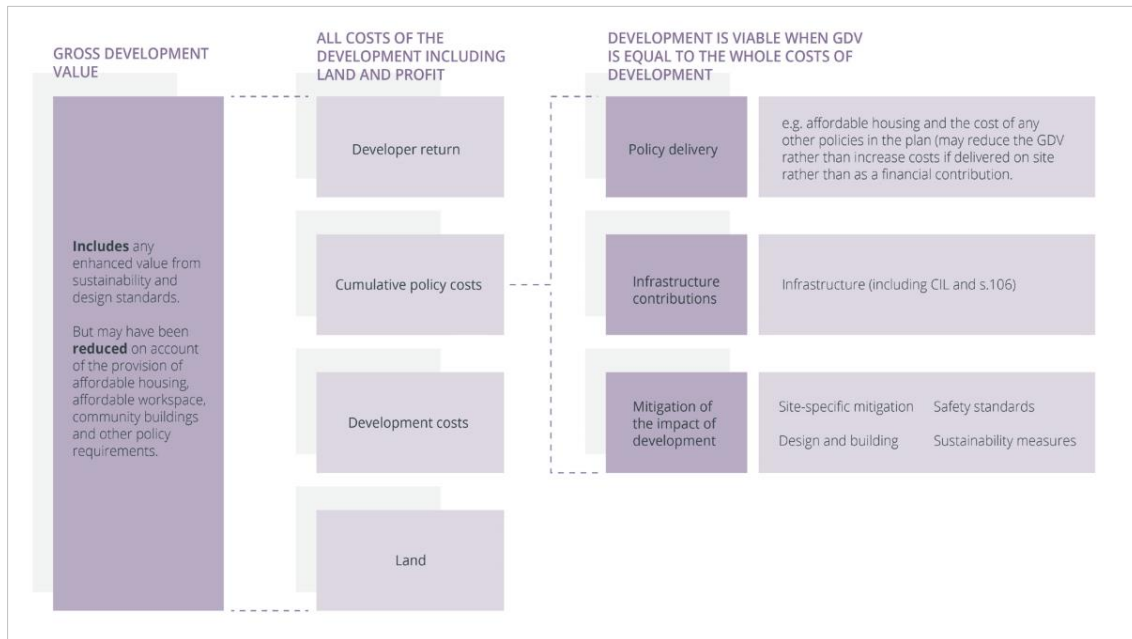 GROSS DEVELOPMENT
VALUE
Includes any
enhanced value from
sustainability and
design standards.
But may have been
reduced on account
of the provision of
affordable housing,
affordable workspace,
community buildings
and other policy
requirements.
ALL COSTS OF THE
DEVELOPMENT INCLUDING
LAND AND PROFIT
Developer return
Cumulative policy costs
Development costs
Land
DEVELOPMENT IS VIABLE WHEN GDV
IS EQUAL TO THE WHOLE COSTS OF
DEVELOPMENT
Policy delivery
e.g. affordable housing and the cost of any
other policies in the plan (may reduce the GDV
rather than increase costs if delivered on site
rather than as a financial contribution.
Infrastructure
contributions
Infrastructure (including CIL and s.106)
Mitigation of
the impact of
development
Site-specific mitigation
Safety standards
Design and building
Sustainability measures